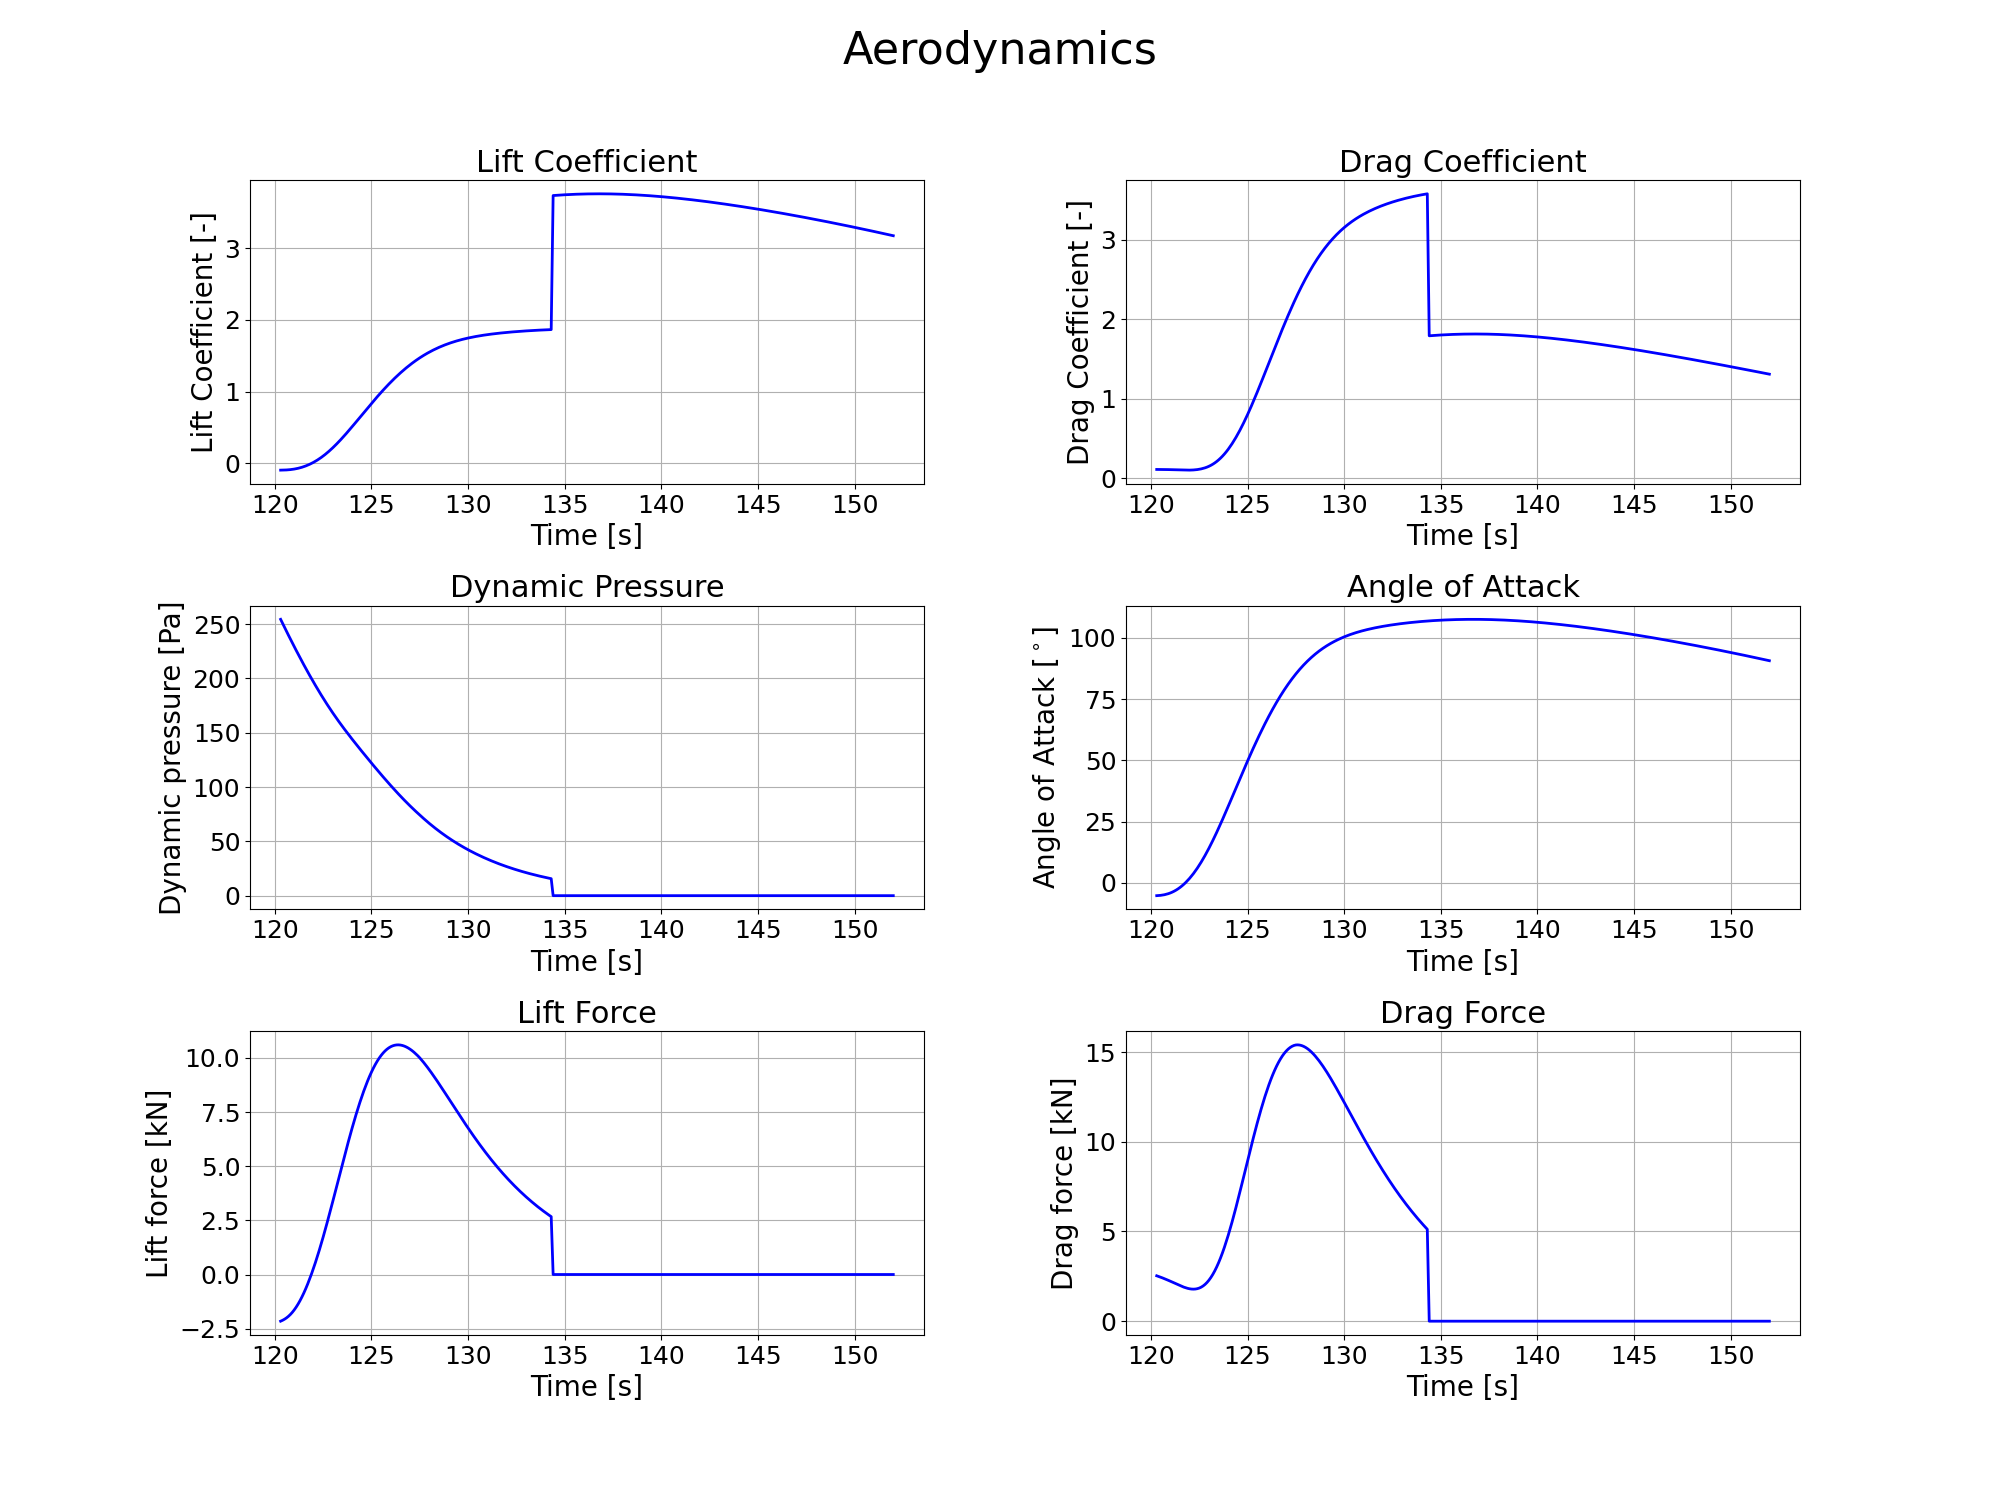 Aerodynamics
Lift Coefficient
Lift Coefficient [-]
3
2
1
0
120 125 130 135 140 145 150
Time [s]
Drag Coefficient
Drag Coefficient [-]
3
2
1
0
120 125 130 135 140 145 150
Time [s]
Dynamic Pressure
Dynamic pressure [Pa]
250
200
150
100
50
0
120 125 130 135 140 145 150
Time [s]
Angle of Attack
Angle of Attack [°]
100
75
50
25
0
120 125 130 135 140 145 150
Time [s]
Lift Force
Lift force [kN]
10.0
7.5
5.0
2.5
0.0
−2.5
120 125 130 135 140 145 150
Time [s]
Drag Force
Drag force [kN]
15
10
5
0
120 125 130 135 140 145 150
Time [s]